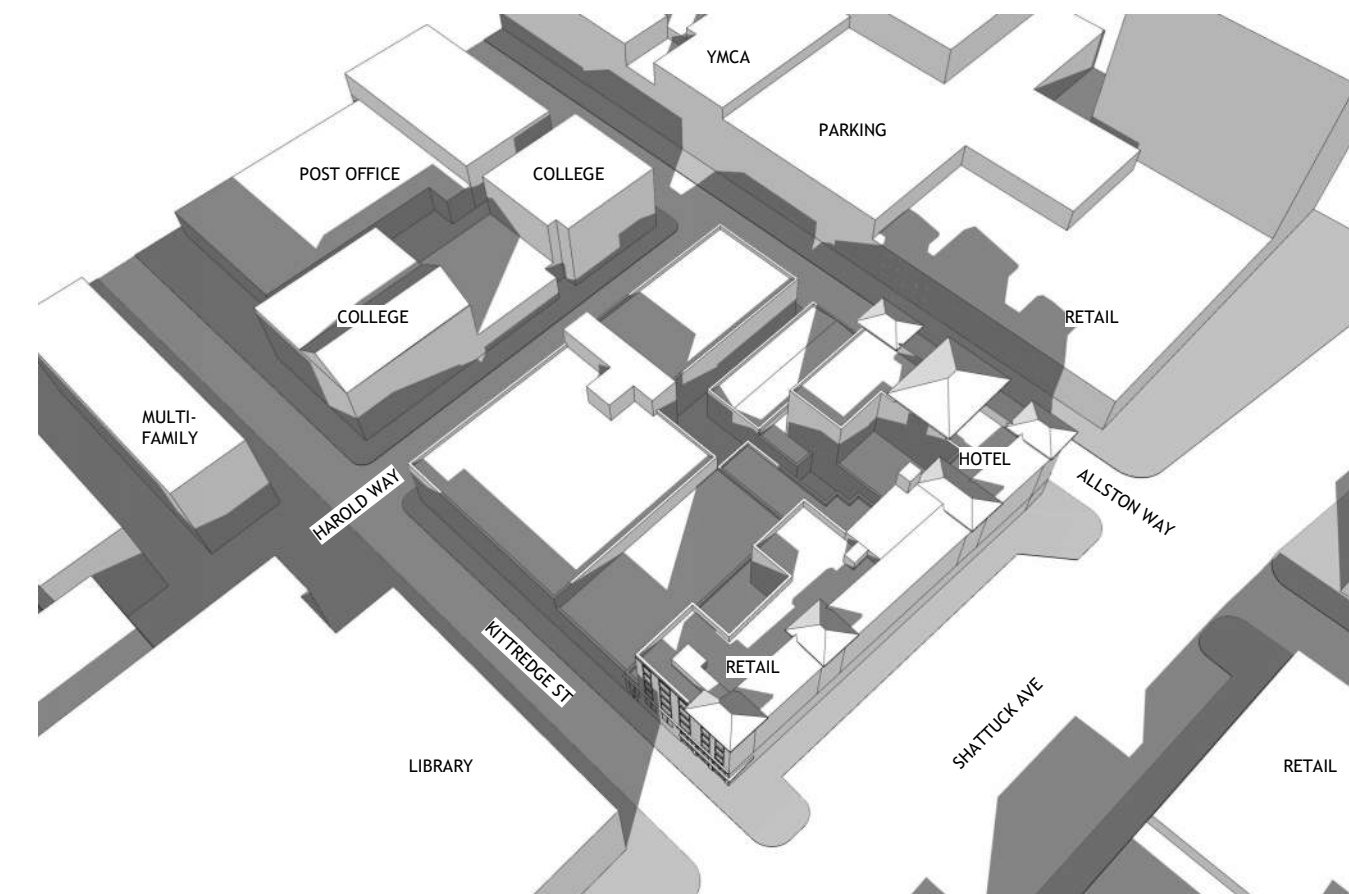 YMCA
PARKING
POST OFFICE
COLLEGE
COLLEGE
RETAIL
MULTI-
FAMILY
HOTEL
HAROLD WAY
ALLSTON WAY
KITTREDGE ST
RETAIL
SHATTUCK AVE
LIBRARY
RETAIL